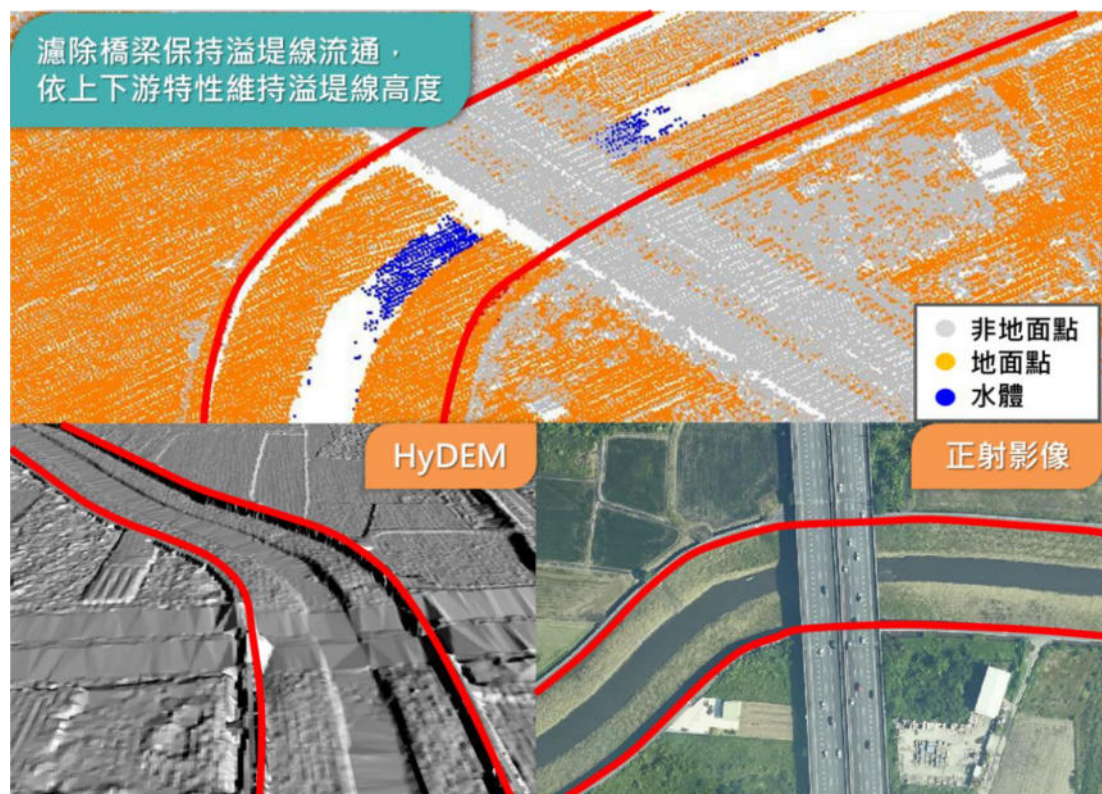 濾除橋梁保持溢堤線流通，
依上下游特性維持溢堤線高度
非地面點
地面點
水體
HyDEM
正射影像